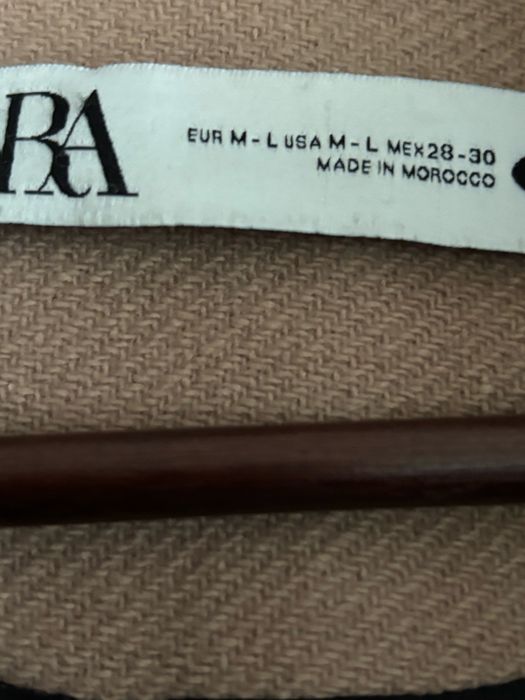 RA
EUR M - L USA M - L MEX 28 - 30
MADE IN MOROCCO